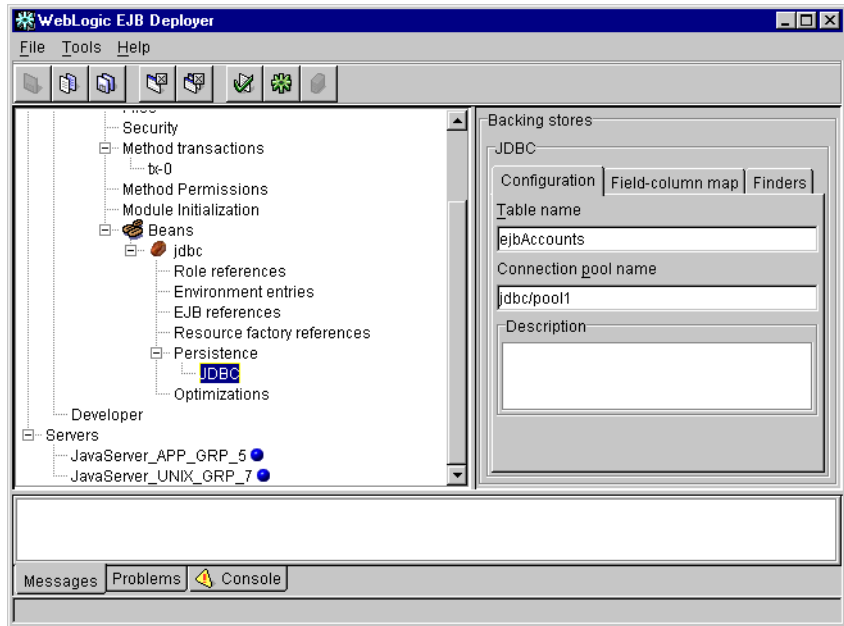 WebLogic EJB Deployer
File Tools Help
Files
Security
Method transactions
tx-0
Method Permissions
Module Initialization
Beans
jdbc
Role references
Environment entries
EJB references
Resource factory references
Persistence
JDBC
Optimizations
Developer
Servers
JavaServer_APP_GRP_5
JavaServer_UNIX_GRP_7
Backing stores
JDBC
Configuration Field-column map Finders
Table name
ejbAccounts
Connection pool name
jdbc/pool1
Description
Messages Problems Console